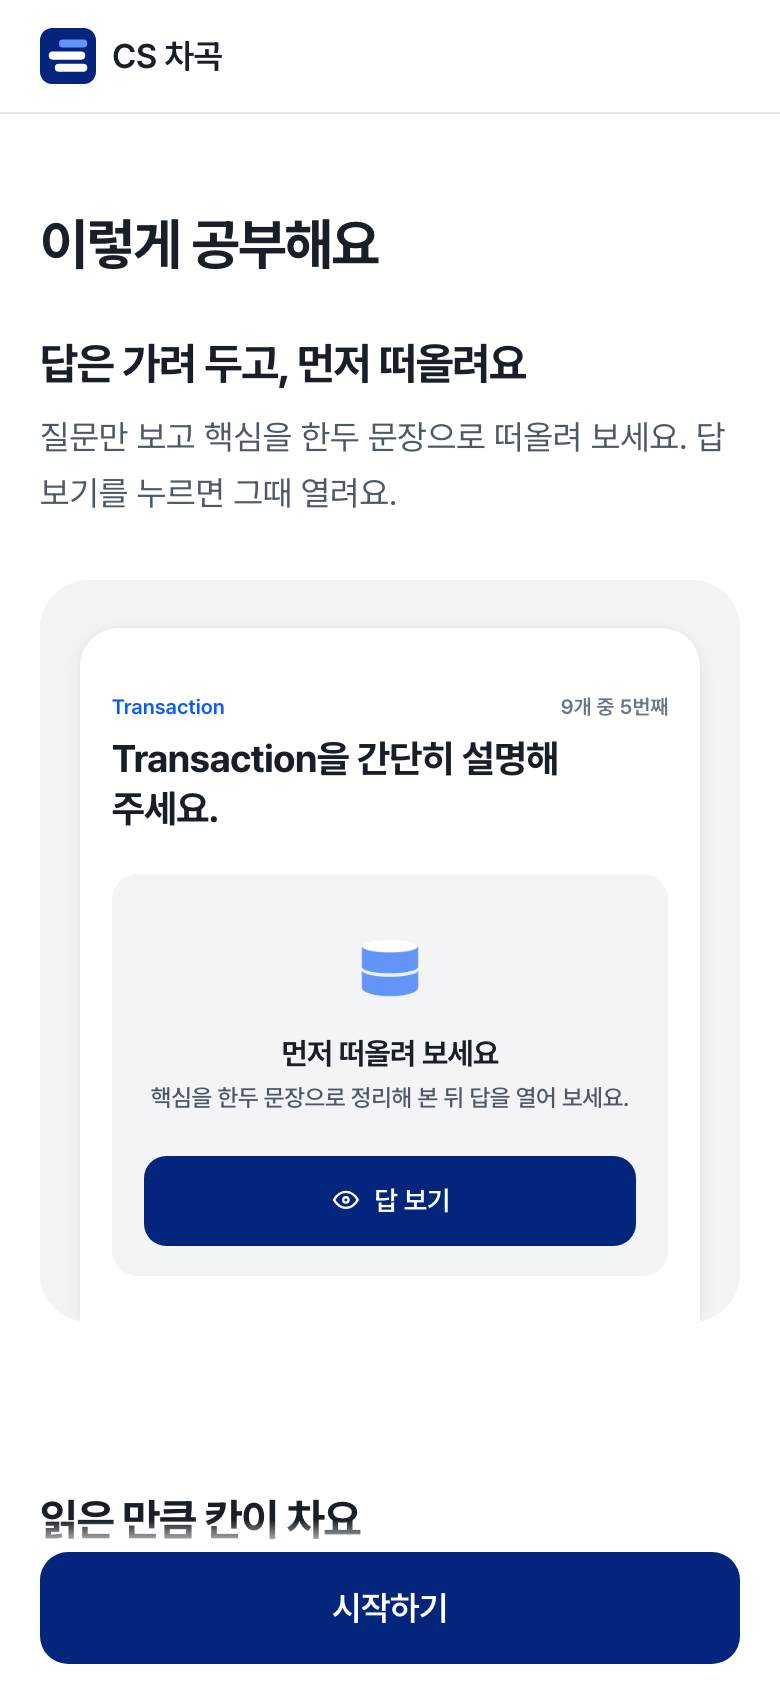 CS 차곡
이렇게 공부해요
답은 가려 두고, 먼저 떠올려요
질문만 보고 핵심을 한두 문장으로 떠올려 보세요. 답
보기를 누르면 그때 열려요.
Transaction
9개 중 5번째
Transaction을 간단히 설명해
주세요.
먼저 떠올려 보세요
핵심을 한두 문장으로 정리해 본 뒤 답을 열어 보세요.
답 보기
읽은 만큼 칸이 차요
시작하기